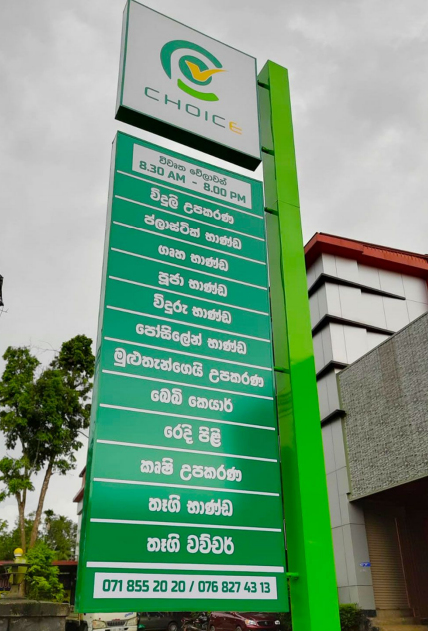 CHOICE
විවෘත වේලාවන්
8.30 AM - 8.00 PM
විදුලි උපකරණ
ප්ලාස්ටික් භාණ්ඩ
ගෘහ භාණ්ඩ
පූජා භාණ්ඩ
විදුරු භාණ්ඩ
පෝසිලේන් භාණ්ඩ
මුළුතැන්ගෙයි උපකරණ
බෙබි කෙයාර්
රෙදි පිළි
කෘෂි උපකරණ
තෑගි භාණ්ඩ
තෑගි වව්චර්
071 855 20 20 / 076 827 43 13